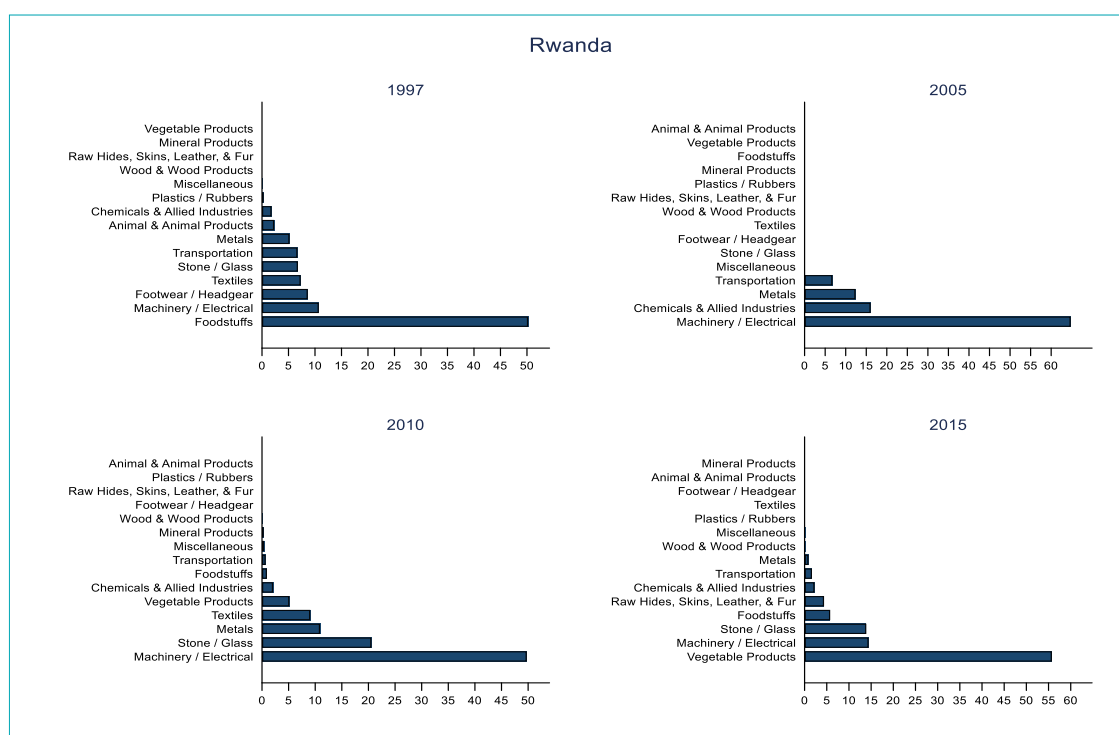 Rwanda
1997
Vegetable Products
Mineral Products
Raw Hides, Skins, Leather, & Fur
Wood & Wood Products
Miscellaneous
Plastics / Rubbers
Chemicals & Allied Industries
Animal & Animal Products
Metals
Transportation
Stone / Glass
Textiles
Footwear / Headgear
Machinery / Electrical
Foodstuffs
0 5 10 15 20 25 30 35 40 45 50
2005
Animal & Animal Products
Vegetable Products
Foodstuffs
Mineral Products
Plastics / Rubbers
Raw Hides, Skins, Leather, & Fur
Wood & Wood Products
Textiles
Footwear / Headgear
Stone / Glass
Miscellaneous
Transportation
Metals
Chemicals & Allied Industries
Machinery / Electrical
0 5 10 15 20 25 30 35 40 45 50 55 60
2010
Animal & Animal Products
Plastics / Rubbers
Raw Hides, Skins, Leather, & Fur
Footwear / Headgear
Wood & Wood Products
Mineral Products
Miscellaneous
Transportation
Foodstuffs
Chemicals & Allied Industries
Vegetable Products
Textiles
Metals
Stone / Glass
Machinery / Electrical
0 5 10 15 20 25 30 35 40 45 50
2015
Mineral Products
Animal & Animal Products
Footwear / Headgear
Textiles
Plastics / Rubbers
Miscellaneous
Wood & Wood Products
Metals
Transportation
Chemicals & Allied Industries
Raw Hides, Skins, Leather, & Fur
Foodstuffs
Stone / Glass
Machinery / Electrical
Vegetable Products
0 5 10 15 20 25 30 35 40 45 50 55 60